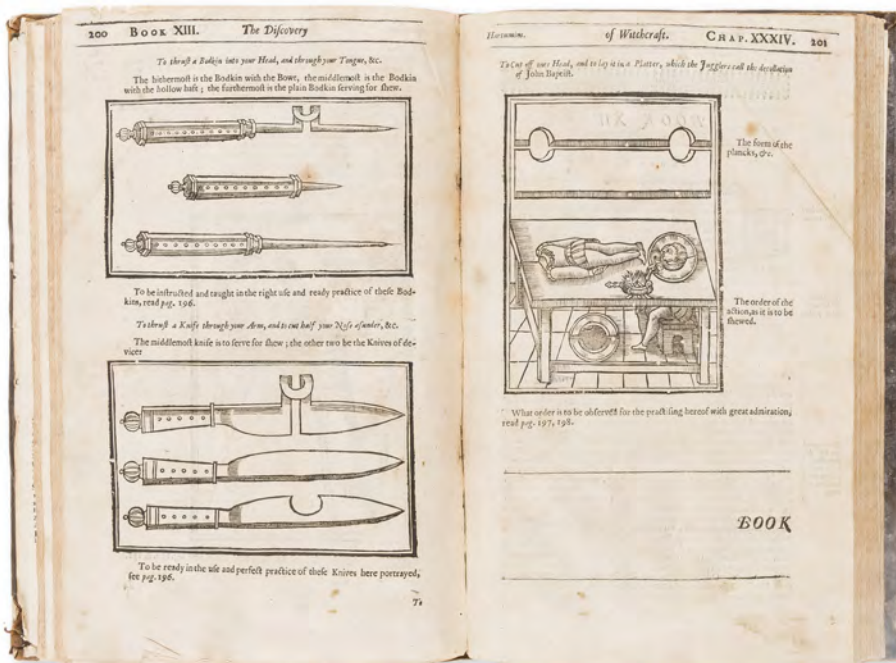 200 BOOK XIII. The Diſcovery
To thruſt a Bodkin into your Head, and through your Tongue, &c.
The hithermoſt is the Bodkin with the Bowt, the middlemoſt is the Bodkin
with the hollow haft ; the furthermoſt is the plain Bodkin ſerving for ſhew.
To be inſtructed and taught in the right uſe and ready practice of theſe Bod-
kins, read pag. 196.
To thruſt a Knife through your Arm, and to cut half your Noſe aſunder, &c.
The middlemoſt knife is to ſerve for ſhew ; the other two be the Knives of de-
vice:
To be ready in the uſe and perfect practice of theſe Knives here portrayed,
ſee pag. 196.
To
of Witchcraft. CHAP. XXXIV. 201
To Cut off ones Head, and to lay it in a Platter, which the Jugglers call the decollation
of John Baptiſt.
The form of the
plancks, &c.
The order of the
action, as it is to be
ſhewed.
What order is to be obſerved for the practiſing hereof with great admiration,
read pag. 197, 198.
BOOK